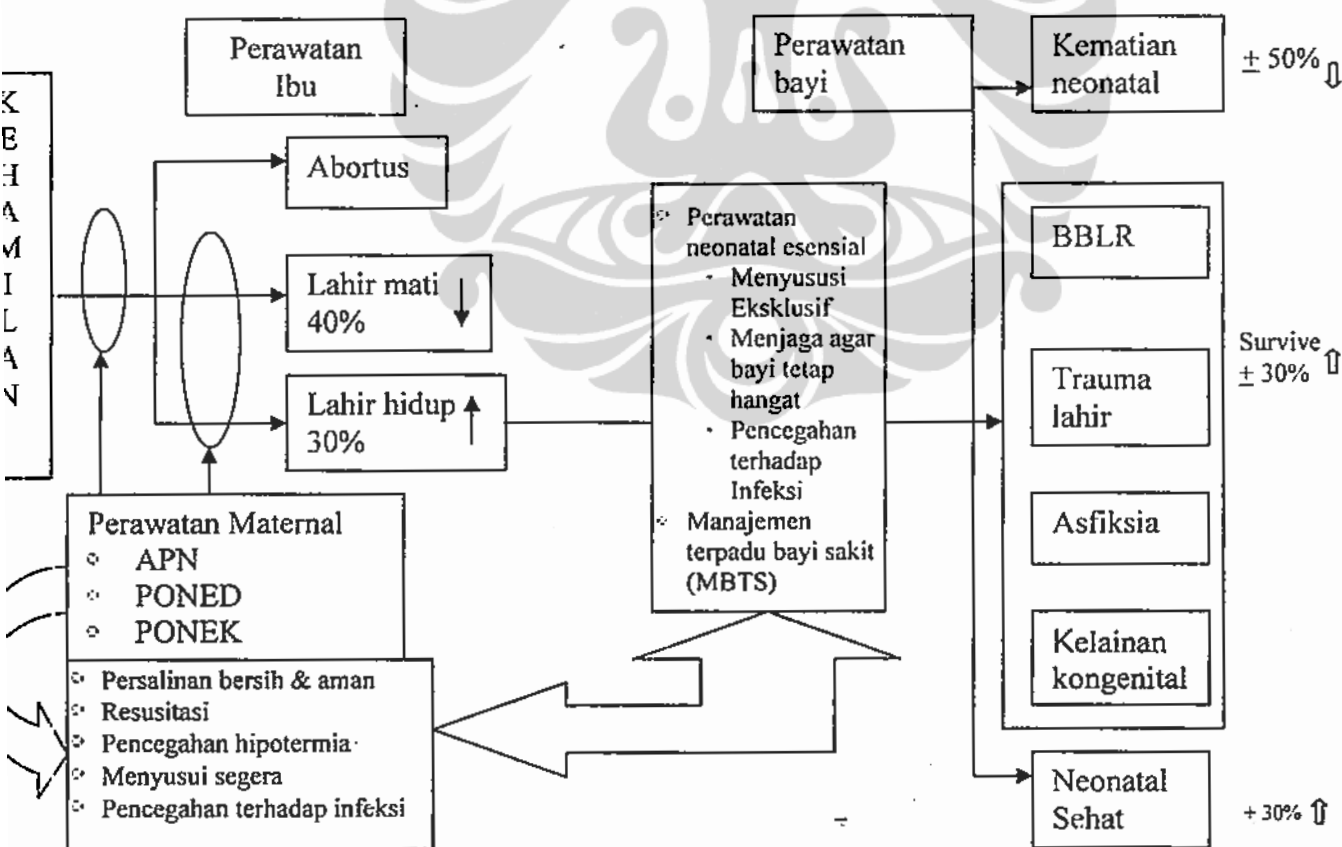 Perawatan
Ibu
Perawatan
bayi
Kematian
neonatal
± 50%
KEHAMILAN
Abortus
Lahir mati
40%
Lahir hidup
30%
Perawatan
neonatal esensial
Menyususi
Eksklusif
Menjaga agar
bayi tetap
hangat
Pencegahan
terhadap
Infeksi
Manajemen
terpadu bayi sakit
(MBTS)
BBLR
Trauma
lahir
Asfiksia
Kelainan
kongenital
Survive
± 30%
Perawatan Maternal
APN
PONED
PONEK
Persalinan bersih & aman
Resusitasi
Pencegahan hipotermia
Menyusui segera
Pencegahan terhadap infeksi
Neonatal
Sehat
+ 30%